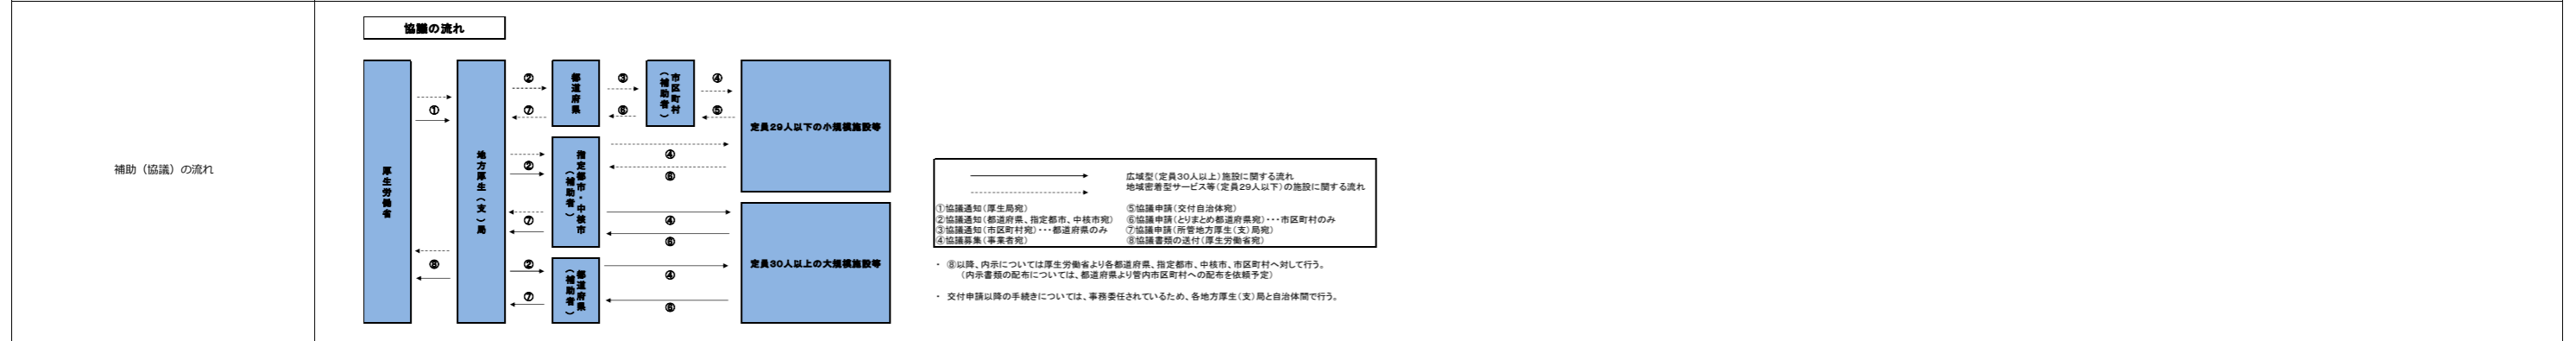 協議の流れ
補助（協議）の流れ
厚生労働省
①
⑧
地方厚生（支）局
②
⑦
都道府県
③
⑥
市区町村
（補助者）
④
⑤
定員29人以下の小規模施設等
②
⑦
指定都市・中核市
（補助者）
④
⑤
④
⑤
②
⑦
都道府県
（補助者）
④
⑤
定員30人以上の大規模施設等
広域型（定員30人以上）施設に関する流れ
地域密着型サービス等（定員29人以下）の施設に関する流れ
①協議通知（厚生局宛）
②協議通知（都道府県、指定都市、中核市宛）
③協議通知（市区町村宛）・・・都道府県のみ
④協議募集（事業者宛）
⑤協議申請（交付自治体宛）
⑥協議申請（とりまとめ都道府県宛）・・・市区町村のみ
⑦協議申請（所管地方厚生（支）局宛）
⑧協議書類の送付（厚生労働省宛）
・ ⑧以降、内示については厚生労働省より各都道府県、指定都市、中核市、市区町村へ対して行う。
（内示書類の配布については、都道府県より管内市区町村への配布を依頼予定）
・ 交付申請以降の手続きについては、事務委任されているため、各地方厚生（支）局と自治体間で行う。